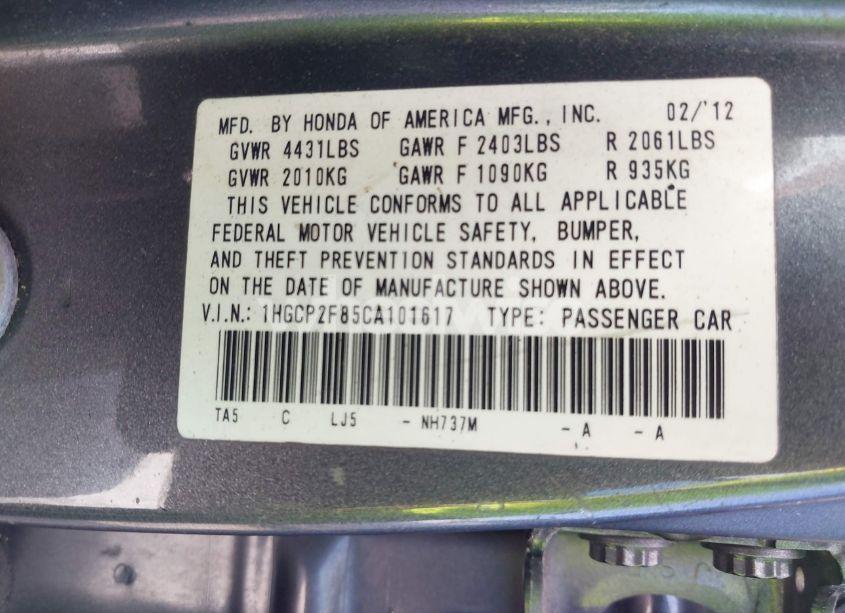 MFD. BY HONDA OF AMERICA MFG., INC. 02/'12
GVWR 4431LBS GAWR F 2403LBS R 2061LBS
GVWR 2010KG GAWR F 1090KG R 935KG
THIS VEHICLE CONFORMS TO ALL APPLICABLE
FEDERAL MOTOR VEHICLE SAFETY, BUMPER,
AND THEFT PREVENTION STANDARDS IN EFFECT
ON THE DATE OF MANUFACTURE SHOWN ABOVE.
V.I.N.: 1HGCP2F85CA101617 TYPE: PASSENGER CAR
TA5 C LJ5 - NH737M - A - A